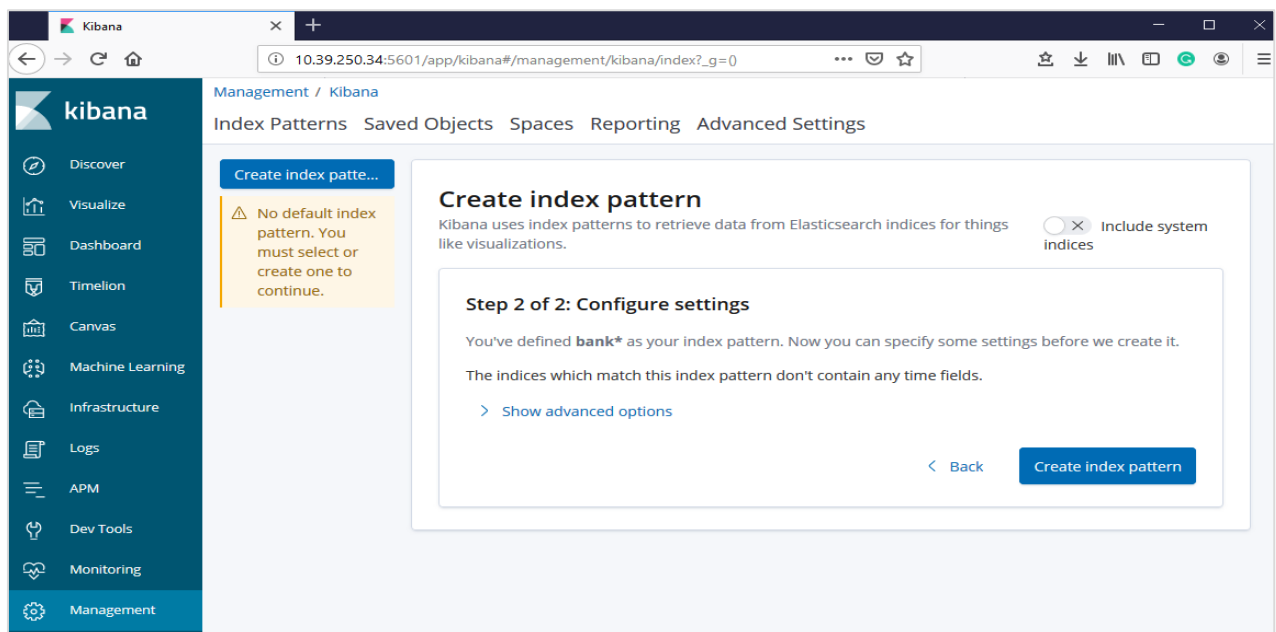 Kibana
10.39.250.34:5601/app/kibana#/management/kibana/index?_g=()
kibana
Discover
Visualize
Dashboard
Timelion
Canvas
Machine Learning
Infrastructure
Logs
APM
Dev Tools
Monitoring
Management
Management / Kibana
Index Patterns Saved Objects Spaces Reporting Advanced Settings
Create index patte...
No default index
pattern. You
must select or
create one to
continue.
Create index pattern
Kibana uses index patterns to retrieve data from Elasticsearch indices for things
like visualizations.
Include system
indices
Step 2 of 2: Configure settings
You've defined bank* as your index pattern. Now you can specify some settings before we create it.
The indices which match this index pattern don't contain any time fields.
Show advanced options
Back
Create index pattern